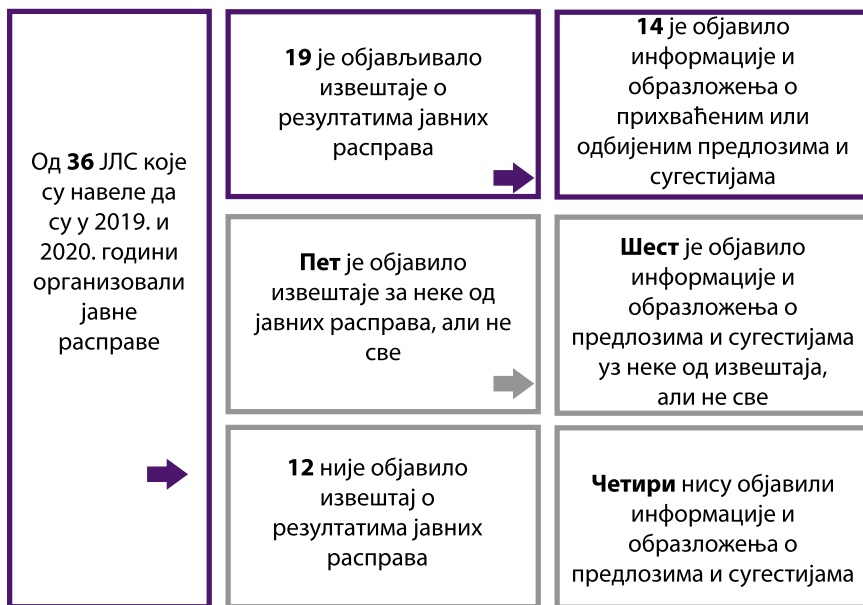 Од 36 ЈЛС које
су навеле да
су у 2019. и
2020. години
организовали
јавне
расправе
19 је објављивало
извештаје о
резултатима јавних
расправа
14 је објавило
информације и
образложења о
прихваћеним или
одбијеним предлозима и
сугестијама
Пет је објавило
извештаје за неке од
јавних расправа, али не
све
Шест је објавило
информације и
образложења о
предлозима и сугестијама
уз неке од извештаја,
али не све
12 није објавило
извештај о
резултатима јавних
расправа
Четири нису објавили
информације и
образложења о
предлозима и сугестијама